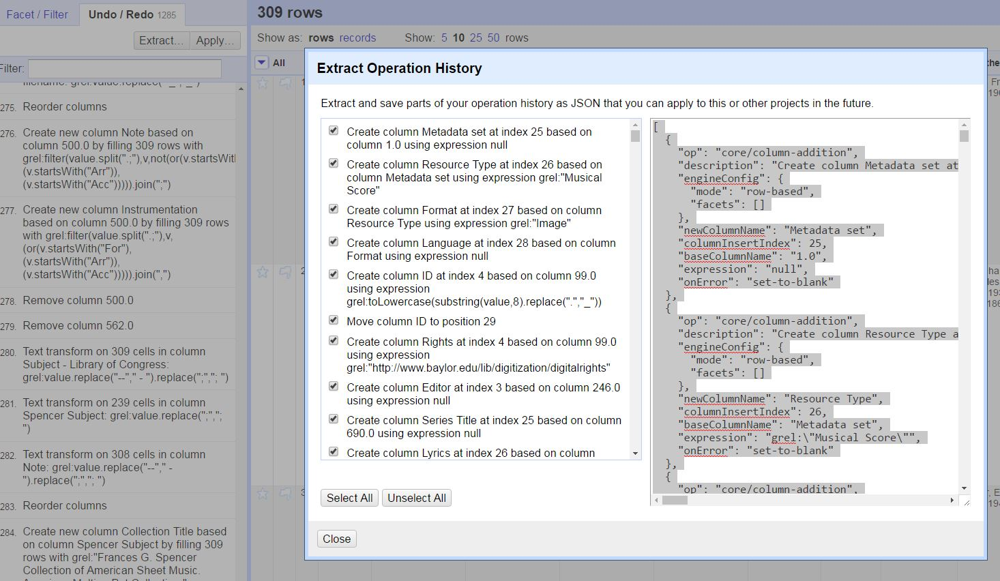 Facet / Filter
Undo / Redo 1285
Extract...
Apply...
Filter:
filename: grel:value.replace("
275. Reorder columns
276. Create new column Note based on
column 500.0 by filling 309 rows with
grel:filter(value.split(".;"),v,not(or(v.startsWith
(v.startsWith("Arr")),
(v.startsWith("Acc"))))).join(";")
277. Create new column Instrumentation
based on column 500.0 by filling 309 rows
with grel:filter(value.split(".;"),v,
(or(v.startsWith("For"),
(v.startsWith("Arr")),
(v.startsWith("Acc"))))).join(",")
278. Remove column 500.0
279. Remove column 562.0
280. Text transform on 309 cells in column
Subject - Library of Congress:
grel:value.replace("--"," - ").replace(";","; ")
281. Text transform on 239 cells in column
Spencer Subject: grel:value.replace(";",";
")
282. Text transform on 308 cells in column
Note: grel:value.replace("--"," -
").replace(";","; ")
283. Reorder columns
284. Create new column Collection Title based
on column Spencer Subject by filling 309
rows with grel:"Frances G. Spencer
Collection of American Sheet Music.
309 rows
Show as: rows records
Show: 5 10 25 50 rows
All
Extract Operation History
Extract and save parts of your operation history as JSON that you can apply to this or other projects in the future.
Create column Metadata set at index 25 based on
column 1.0 using expression null
Create column Resource Type at index 26 based on
column Metadata set using expression grel:"Musical
Score"
Create column Format at index 27 based on column
Resource Type using expression grel:"Image"
Create column Language at index 28 based on column
Format using expression null
Create column ID at index 4 based on column 99.0
using expression
grel:toLowercase(substring(value,8).replace(".","_"))
Move column ID to position 29
Create column Rights at index 4 based on column 99.0
using expression
grel:"http://www.baylor.edu/lib/digitization/digitalrights"
Create column Editor at index 3 based on column 246.0
using expression null
Create column Series Title at index 25 based on column
690.0 using expression null
Create column Lyrics at index 26 based on column
Select All
Unselect All
[
{
"op": "core/column-addition",
"description": "Create column Metadata set at
"engineConfig": {
"mode": "row-based",
"facets": []
},
"newColumnName": "Metadata set",
"columnInsertIndex": 25,
"baseColumnName": "1.0",
"expression": "null",
"onError": "set-to-blank"
},
{
"op": "core/column-addition",
"description": "Create column Resource Type a
"engineConfig": {
"mode": "row-based",
"facets": []
},
"newColumnName": "Resource Type",
"columnInsertIndex": 26,
"baseColumnName": "Metadata set",
"expression": "grel:\"Musical Score\"",
"onError": "set-to-blank"
},
{
"op": "core/column-addition",
Close